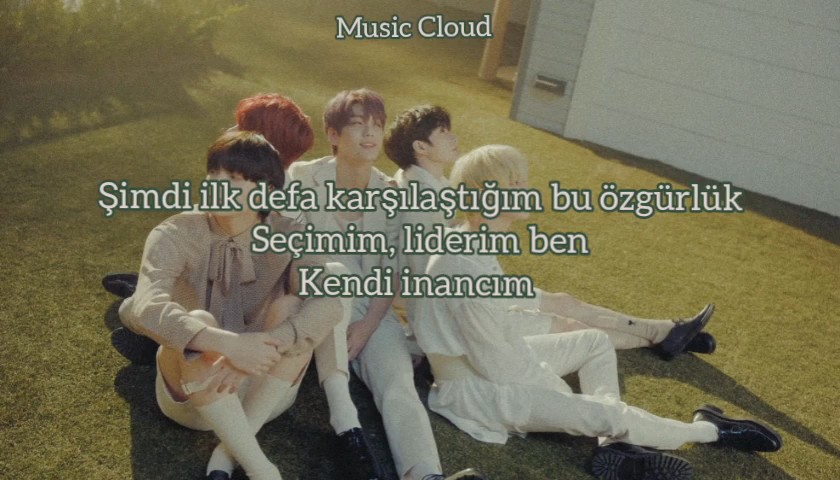 Music Cloud
Şimdi ilk defa karşılaştığım bu özgürlük
Seçimim, liderim ben
Kendi inancım